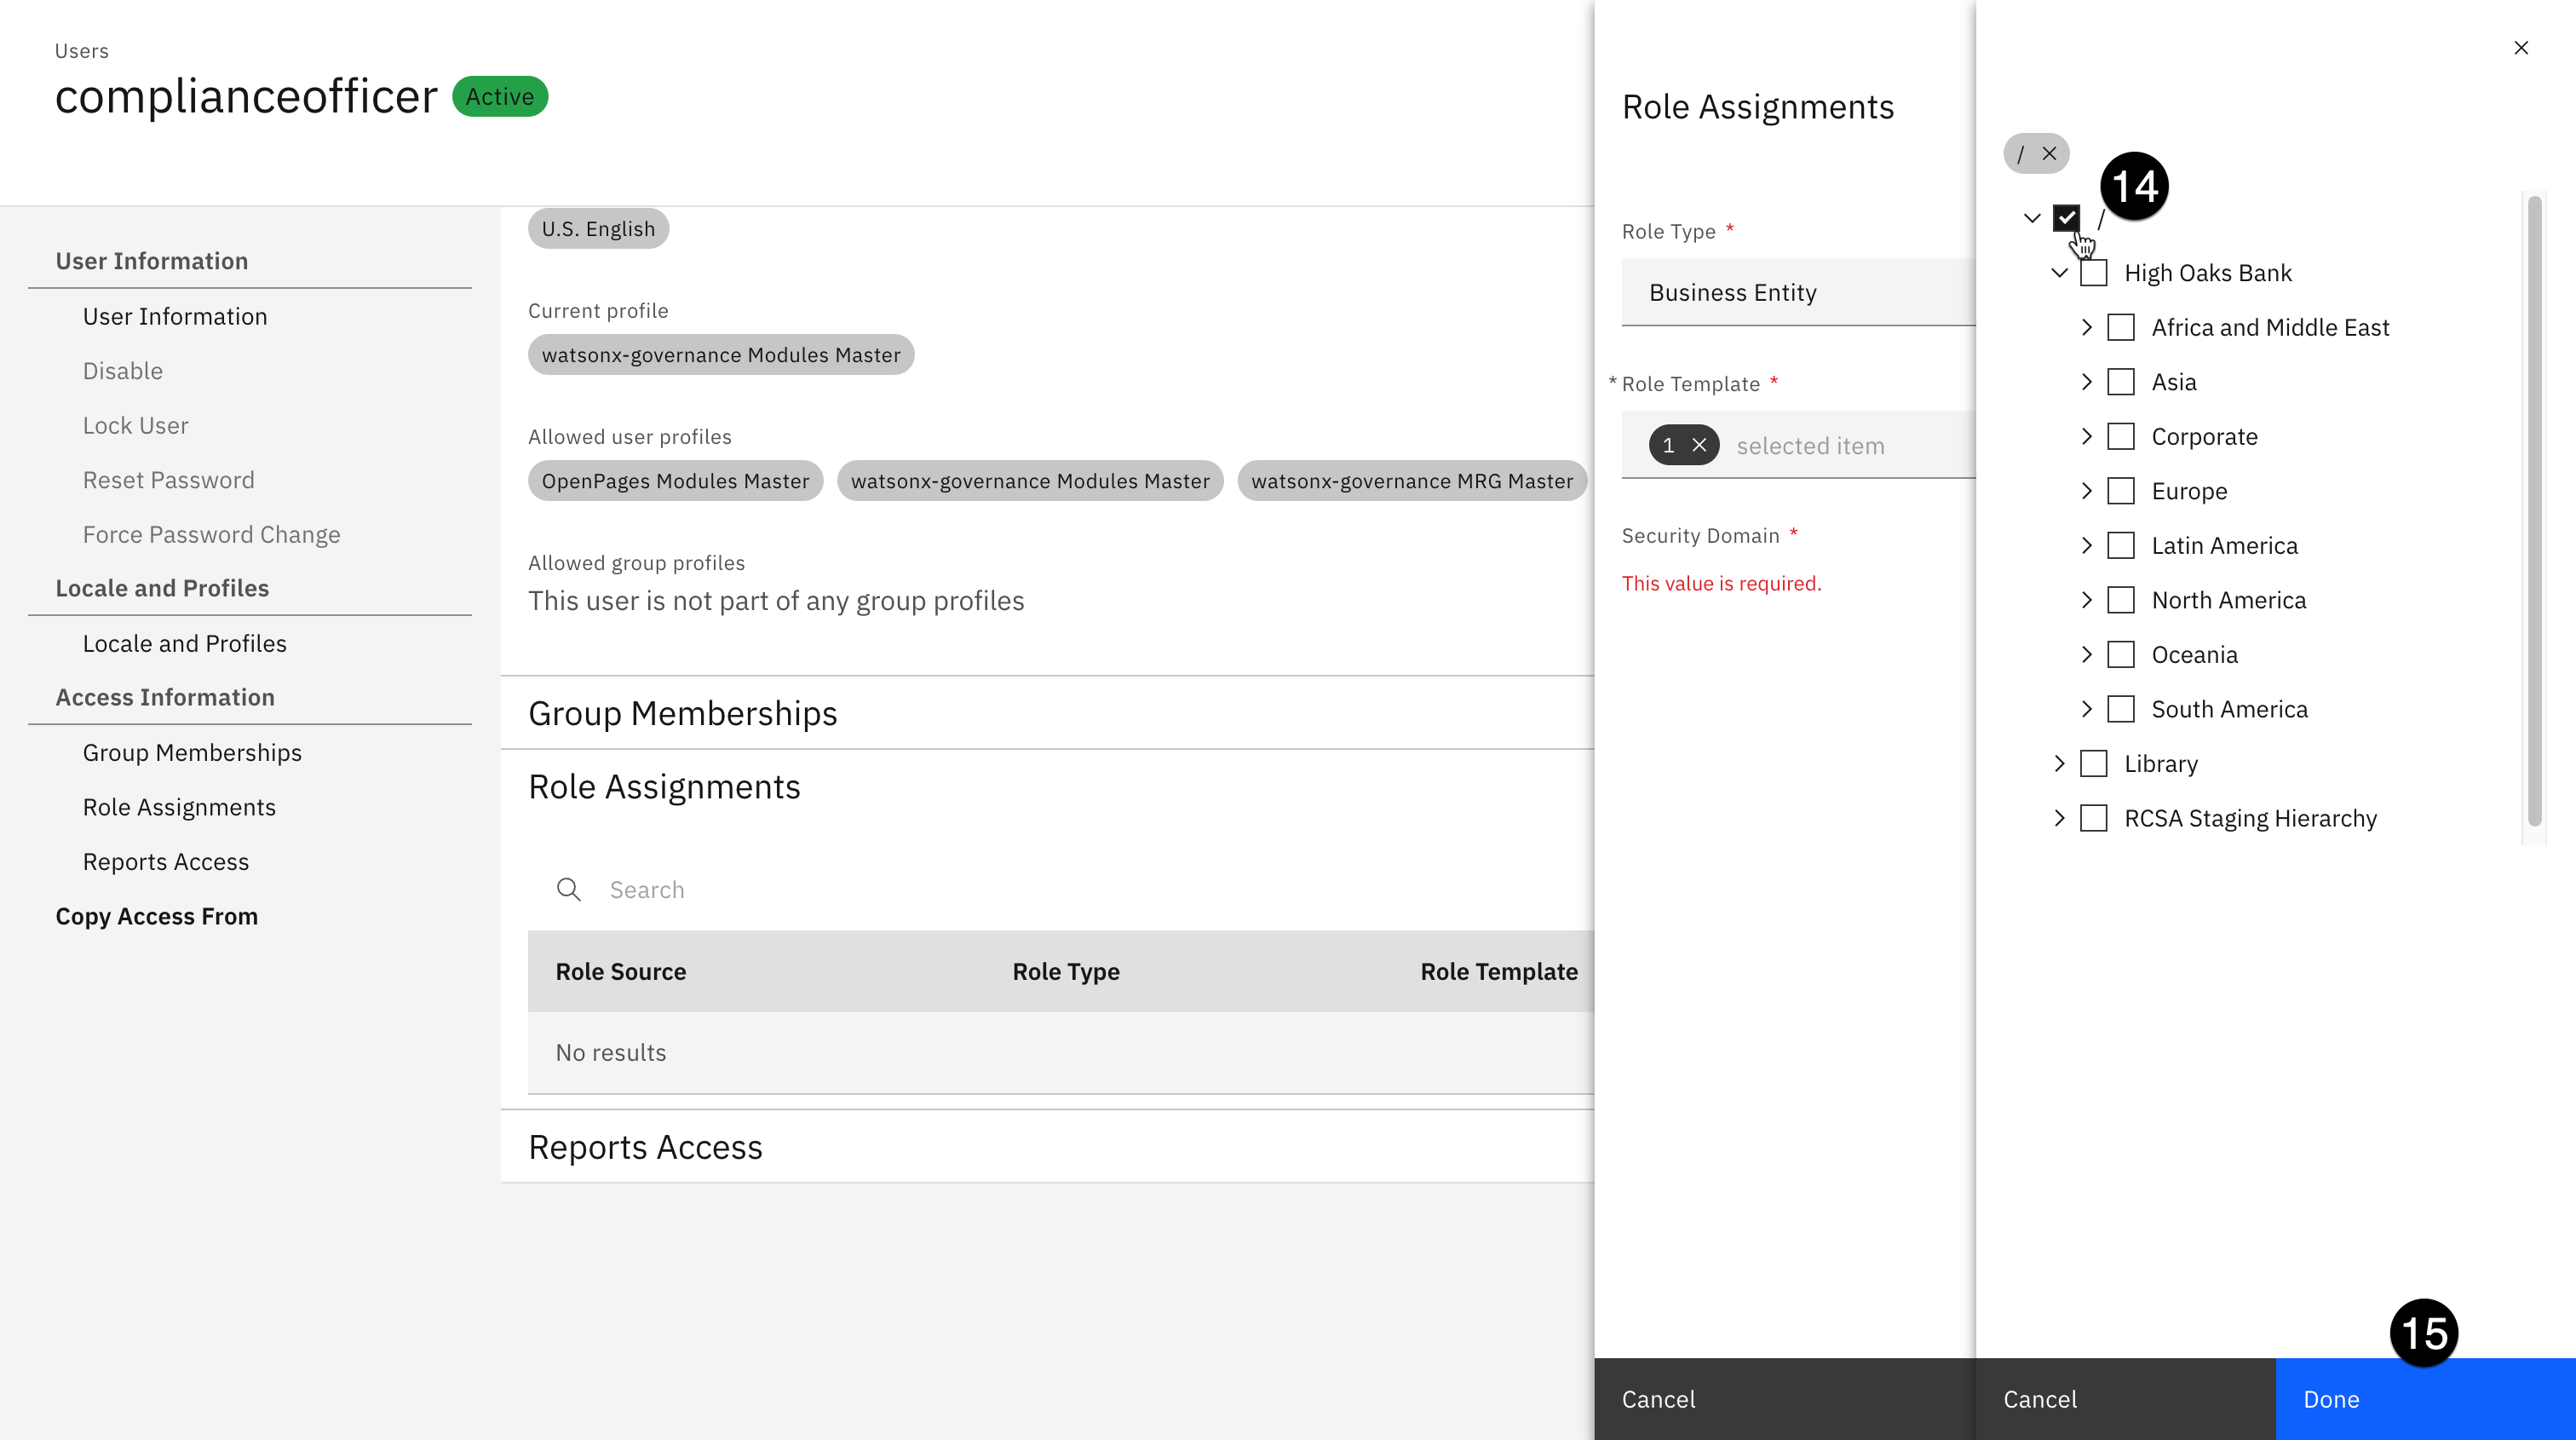 Users
complianceofficer
Active
User Information
User Information
Disable
Lock User
Reset Password
Force Password Change
Locale and Profiles
Locale and Profiles
Access Information
Group Memberships
Role Assignments
Reports Access
Copy Access From
U.S. English
Current profile
watsonx-governance Modules Master
Allowed user profiles
OpenPages Modules Master watsonx-governance Modules Master watsonx-governance MRG Master
Allowed group profiles
This user is not part of any group profiles
Group Memberships
Role Assignments
Search
Role Source Role Type Role Template
No results
Reports Access
Role Assignments
Role Type *
Business Entity
* Role Template *
1 selected item
Security Domain *
This value is required.
Cancel
/
14
/
High Oaks Bank
Africa and Middle East
Asia
Corporate
Europe
Latin America
North America
Oceania
South America
Library
RCSA Staging Hierarchy
15
Cancel
Done